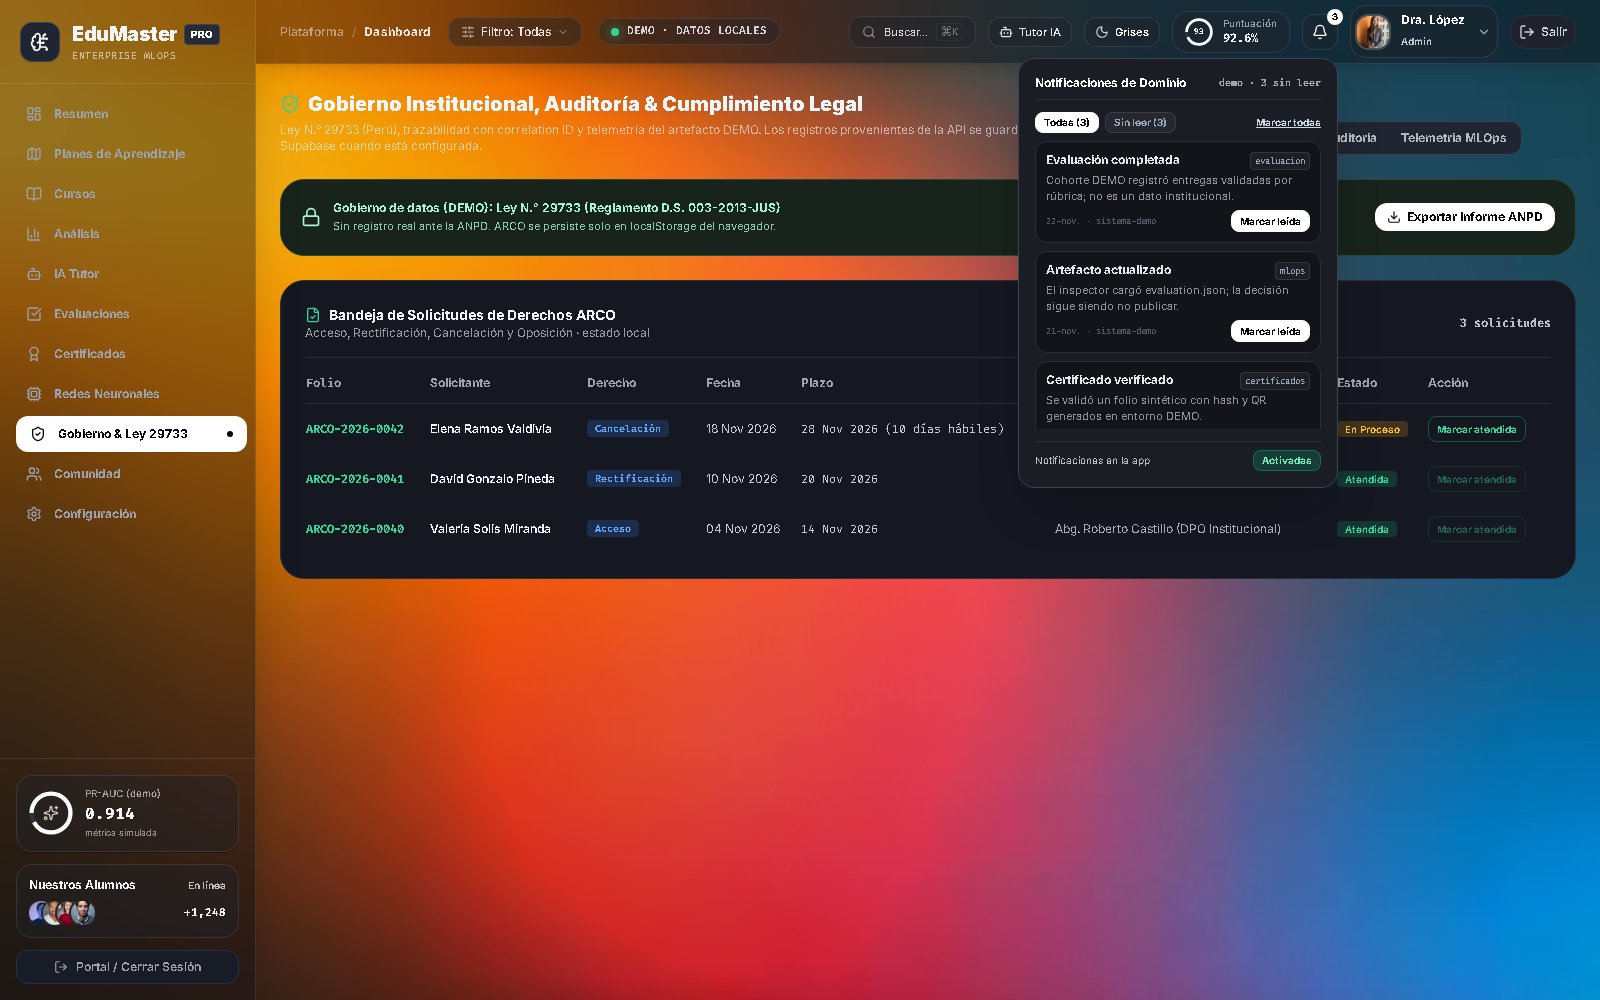 EduMaster PRO
ENTERPRISE MLOPS
Resumen
Planes de Aprendizaje
Cursos
Análisis
IA Tutor
Evaluaciones
Certificados
Redes Neuronales
Gobierno & Ley 29733
Comunidad
Configuración
PR-AUC (demo)
0.914
métrica simulada
Nuestros Alumnos
En línea
+1,248
Portal / Cerrar Sesión
Plataforma / Dashboard
Filtro: Todas
DEMO · DATOS LOCALES
Buscar... ⌘K
Tutor IA
Grises
93
Puntuación
92.6%
3
Dra. López
Admin
Salir
Gobierno Institucional, Auditoría & Cumplimiento Legal
Ley N.° 29733 (Perú), trazabilidad con correlation ID y telemetría del artefacto DEMO. Los registros provenientes de la API se guard
Supabase cuando está configurada.
uditoría
Telemetría MLOps
Gobierno de datos (DEMO): Ley N.° 29733 (Reglamento D.S. 003-2013-JUS)
Sin registro real ante la ANPD. ARCO se persiste solo en localStorage del navegador.
Exportar Informe ANPD
Bandeja de Solicitudes de Derechos ARCO
Acceso, Rectificación, Cancelación y Oposición · estado local
3 solicitudes
Folio Solicitante Derecho Fecha Plazo Estado Acción
ARCO-2026-0042 Elena Ramos Valdivia Cancelación 18 Nov 2026 28 Nov 2026 (10 días hábiles) En Proceso Marcar atendida
ARCO-2026-0041 David Gonzalo Pineda Rectificación 10 Nov 2026 20 Nov 2026 Atendida Marcar atendida
ARCO-2026-0040 Valeria Solís Miranda Acceso 04 Nov 2026 14 Nov 2026 Abg. Roberto Castillo (DPO Institucional) Atendida Marcar atendida
Notificaciones de Dominio
demo · 3 sin leer
Todas (3)
Sin leer (3)
Marcar todas
Evaluación completada
evaluacion
Cohorte DEMO registró entregas validadas por
rúbrica; no es un dato institucional.
22-nov. · sistema-demo
Marcar leída
Artefacto actualizado
mlops
El inspector cargó evaluation.json; la decisión
sigue siendo no publicar.
21-nov. · sistema-demo
Marcar leída
Certificado verificado
certificados
Se validó un folio sintético con hash y QR
generados en entorno DEMO.
Notificaciones en la app
Activadas